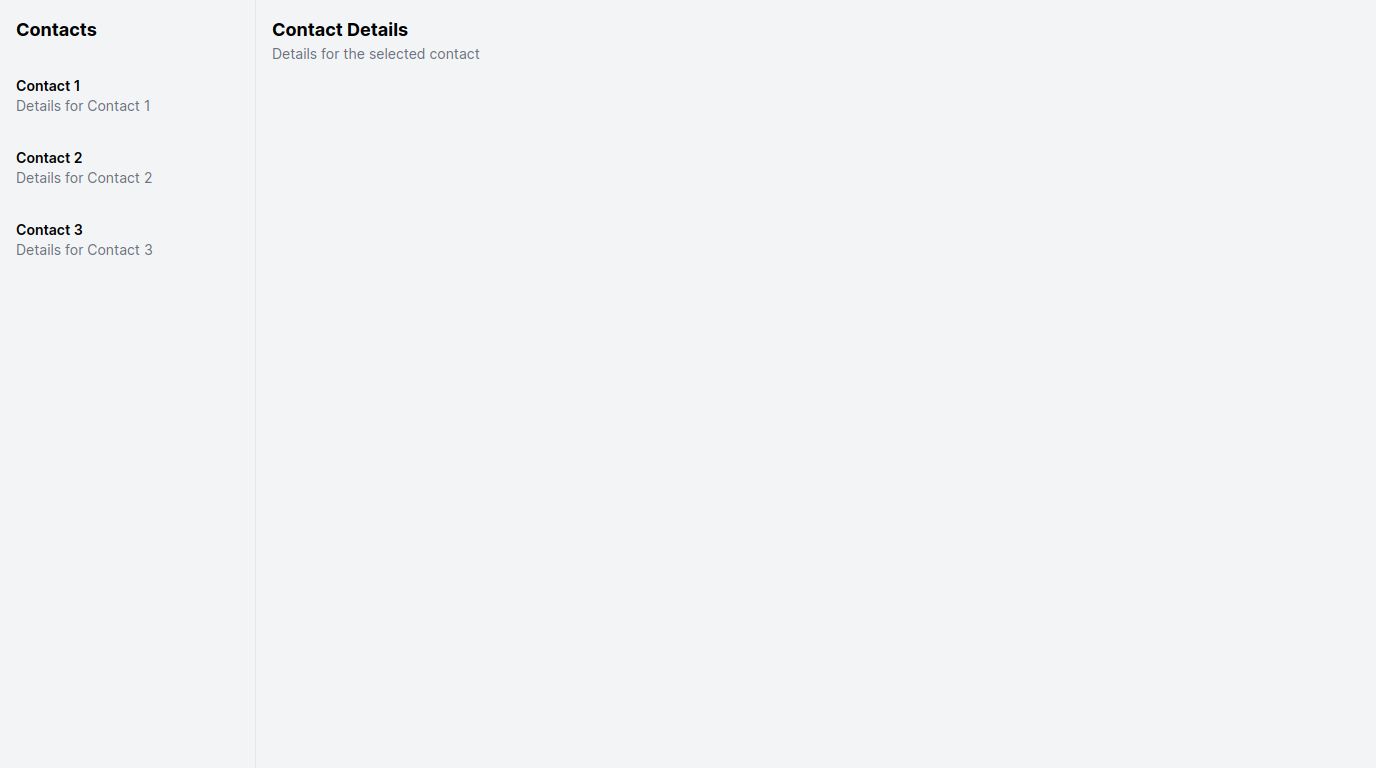 Contacts
Contact 1
Details for Contact 1
Contact 2
Details for Contact 2
Contact 3
Details for Contact 3
Contact Details
Details for the selected contact